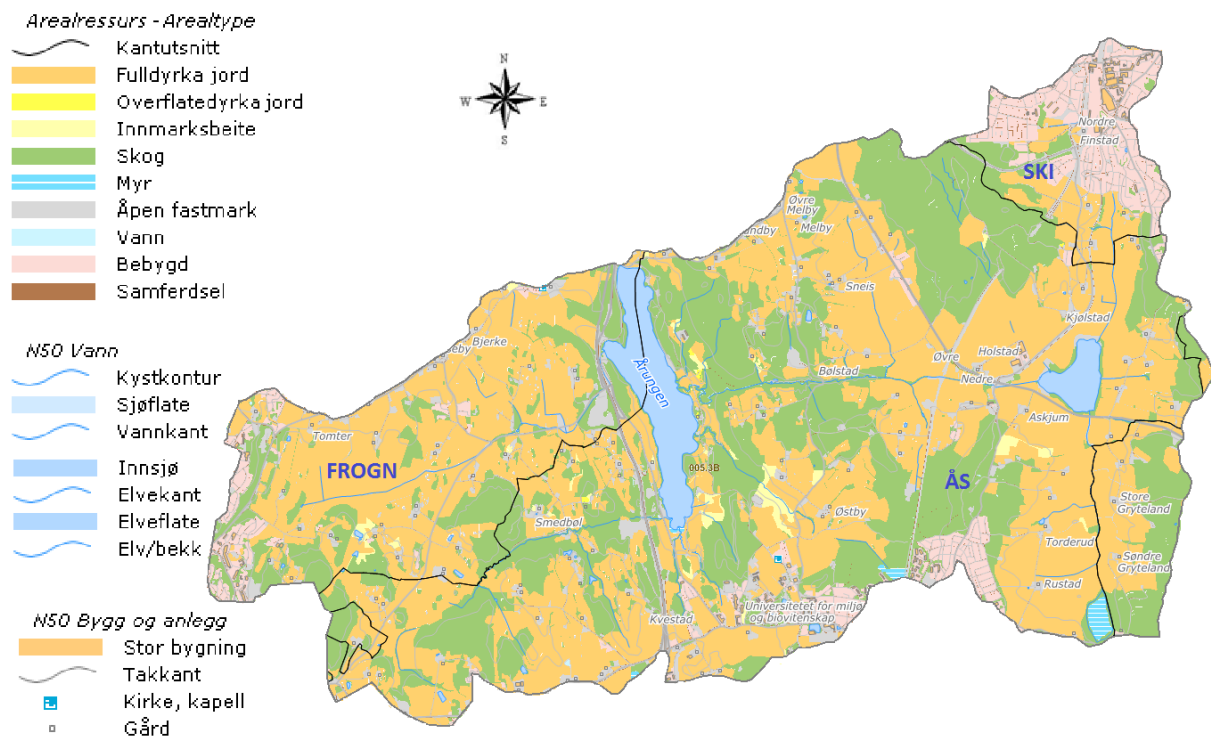 Arealressurs - Arealtype
Kantutsnitt
Fulldyrka jord
Overflatedyrka jord
Innmarksbeite
Skog
Myr
Åpen fastmark
Vann
Bebygd
Samferdsel
N50 Vann
Kystkontur
Sjøflate
Vannkant
Innsjø
Elvekant
Elveflate
Elv/bekk
N50 Bygg og anlegg
Stor bygning
Takkant
Kirke, kapell
Gård
N
W
E
S
Nordre
Finstad
SKI
Øvre
Melby
Melby
Sneis
Kjølstad
Bjerke
Årungen
Øvre
Holstad
Bølstad
Nedre
Askjum
Tomter
FROGN
005.3B
ÅS
Smedbøl
Østby
Store
Gryteland
Torderud
Søndre
Gryteland
Rustad
Kvestad
Universitetet for miljø
og biovitenskap